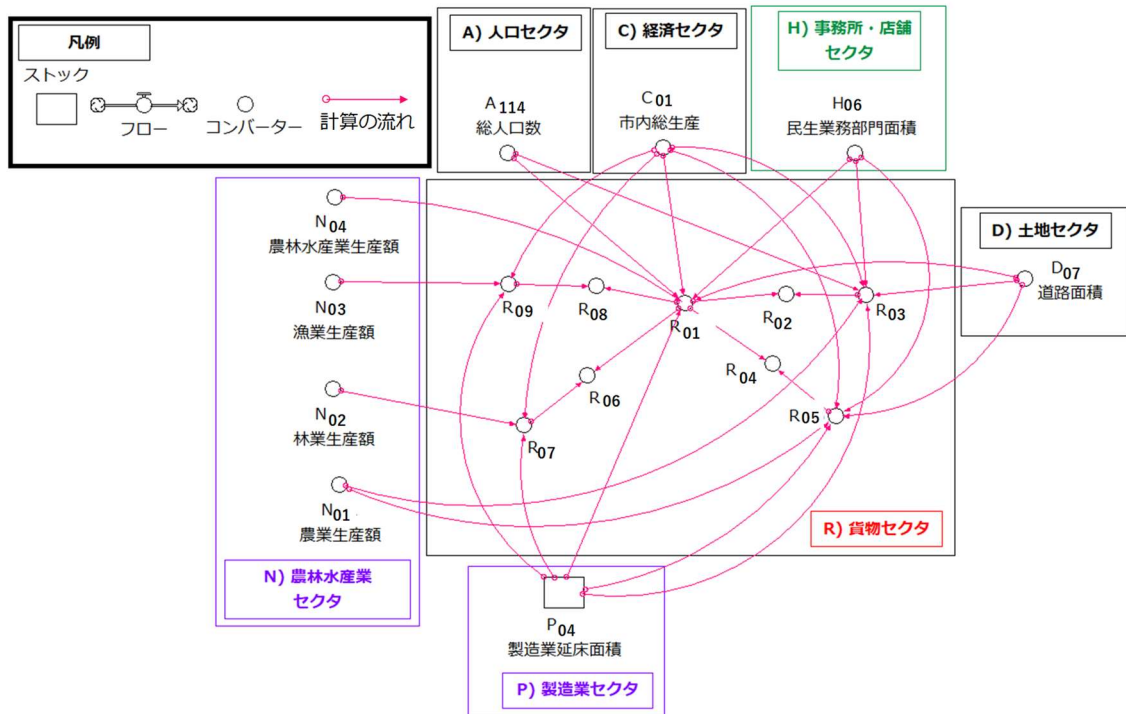 凡例
ストック
フロー
コンバーター
計算の流れ
A) 人口セクタ
A114
総人口数
C) 経済セクタ
C01
市内総生産
H) 事務所・店舗
セクタ
H06
民生業務部門面積
N04
農林水産業生産額
N03
漁業生産額
N02
林業生産額
N01
農業生産額
N) 農林水産業
セクタ
D) 土地セクタ
D07
道路面積
R09
R08
R01
R02
R03
R06
R04
R07
R05
R) 貨物セクタ
P04
製造業延床面積
P) 製造業セクタ